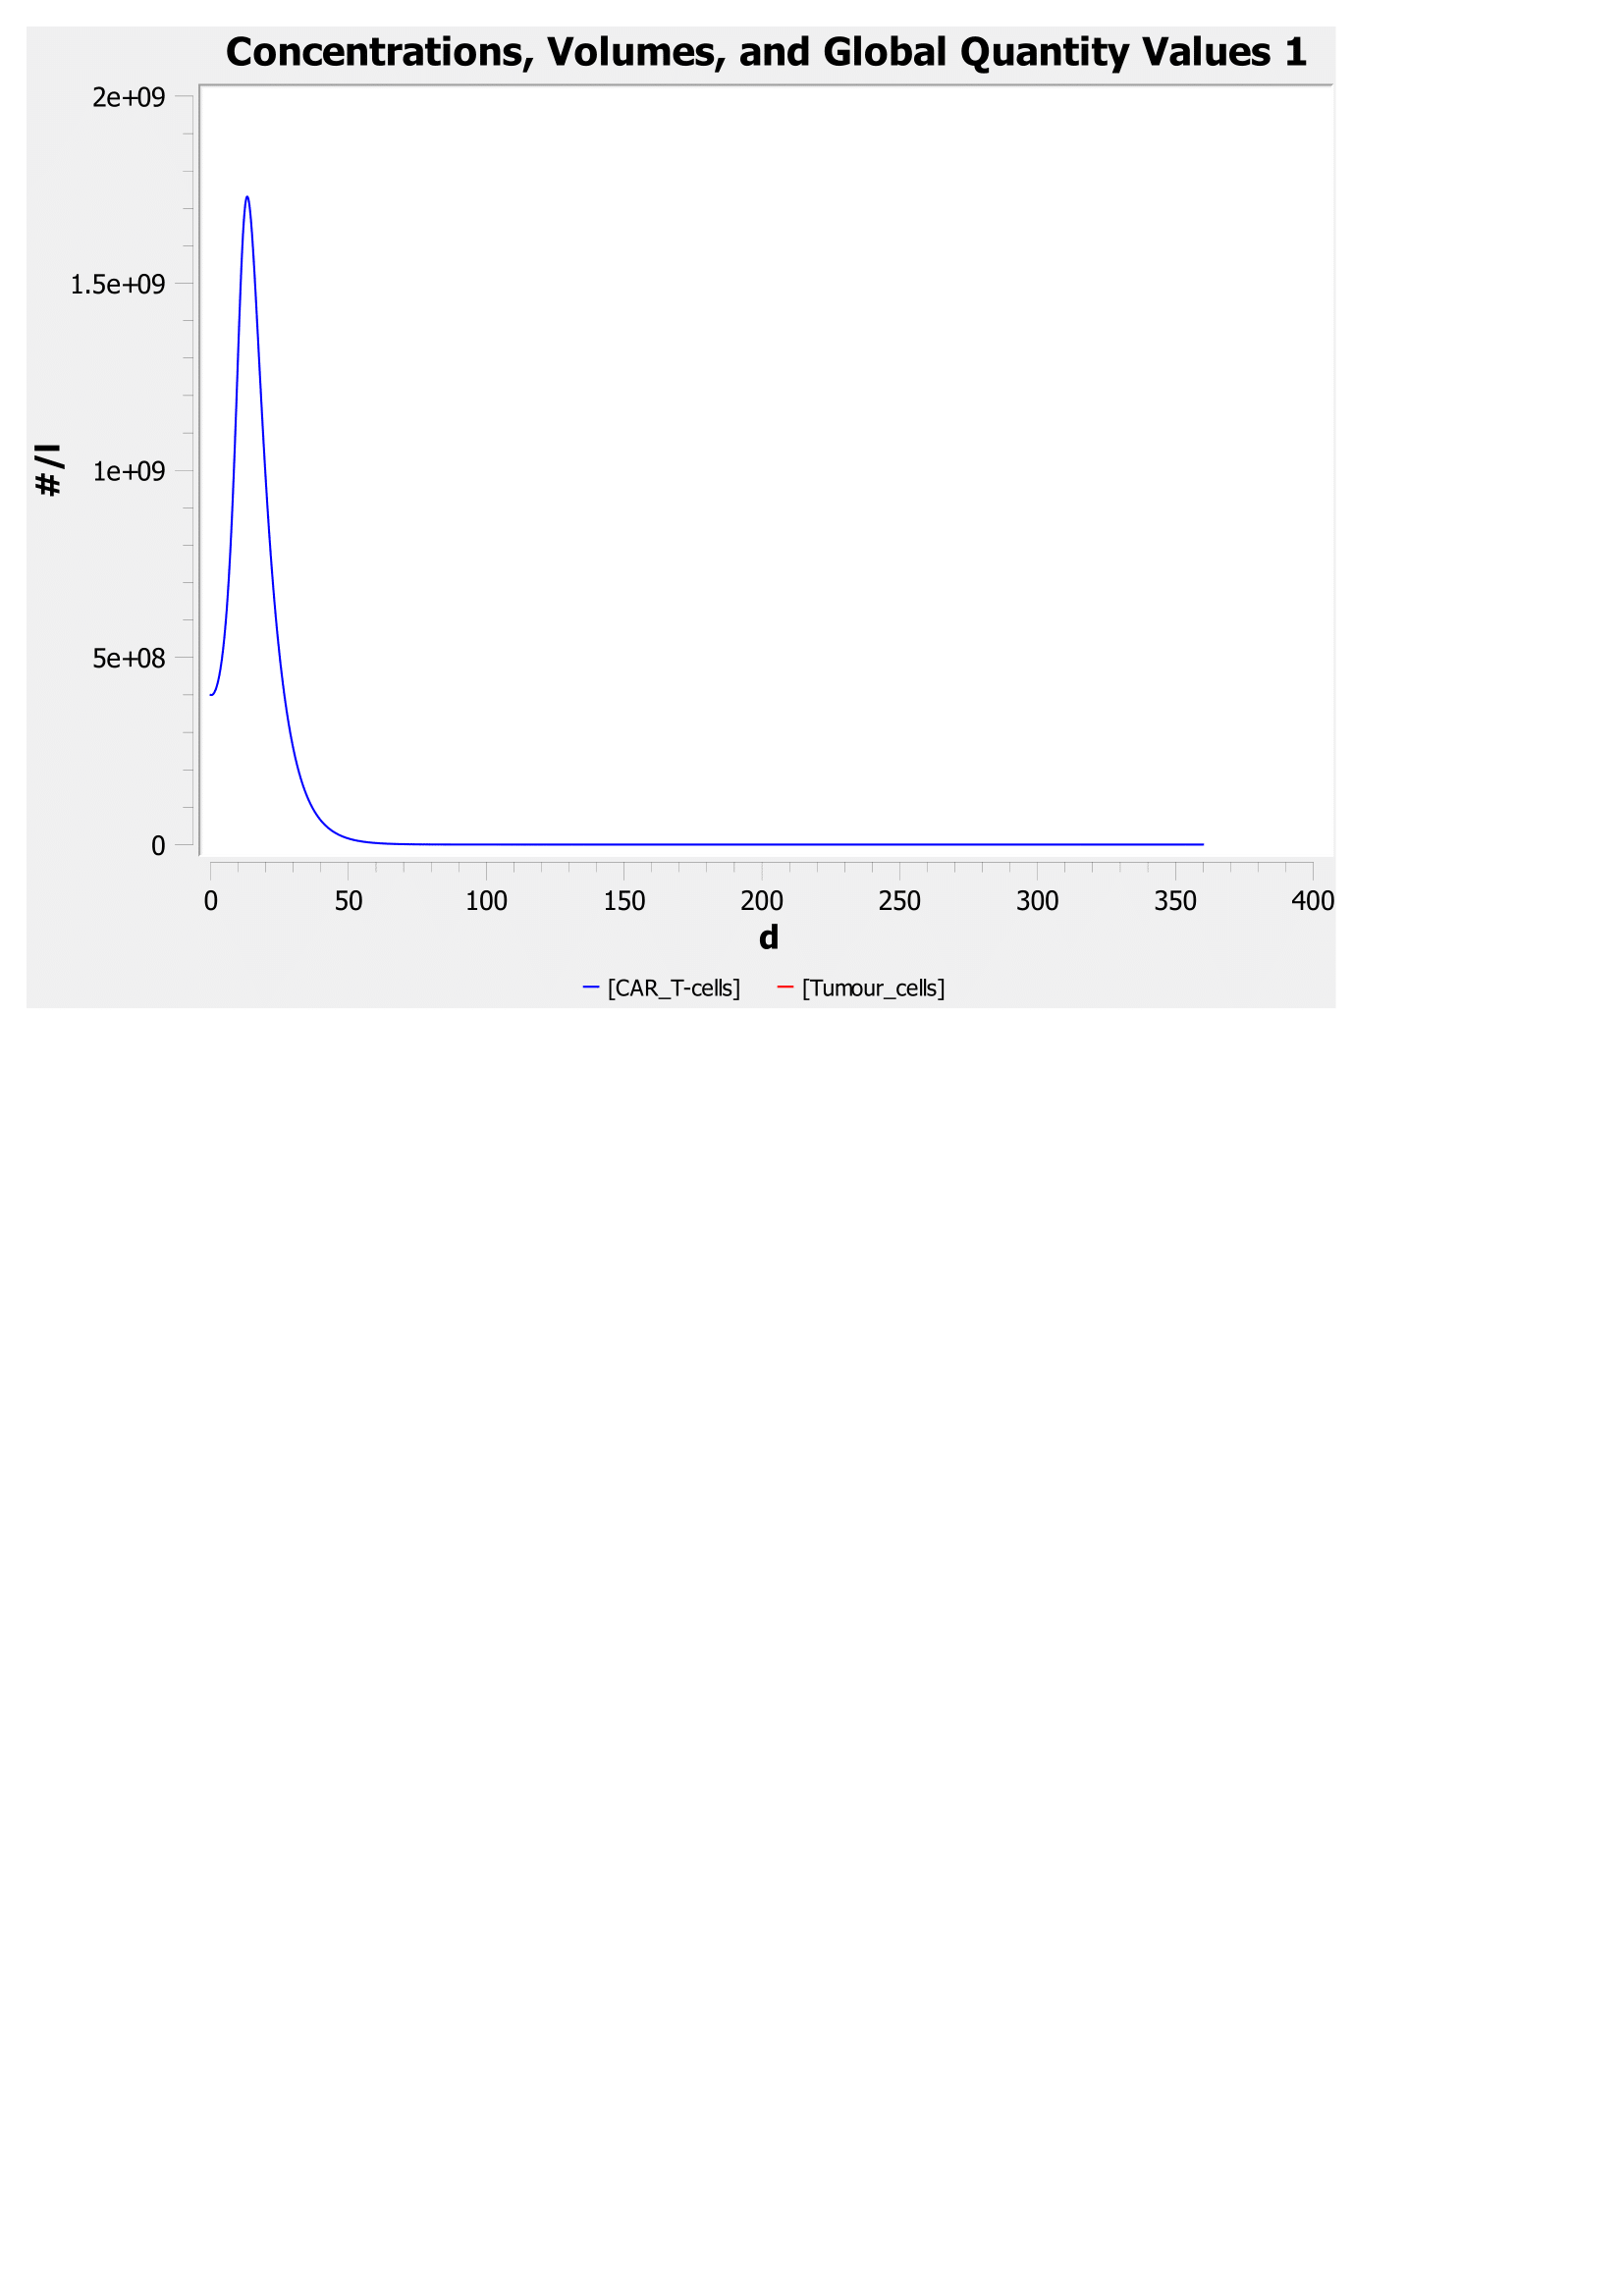 Concentrations, Volumes, and Global Quantity Values 1
2e+09
1.5e+09
1e+09
5e+08
0
#/l
0 50 100 150 200 250 300 350 400
d
[CAR_T-cells] [Tumour_cells]